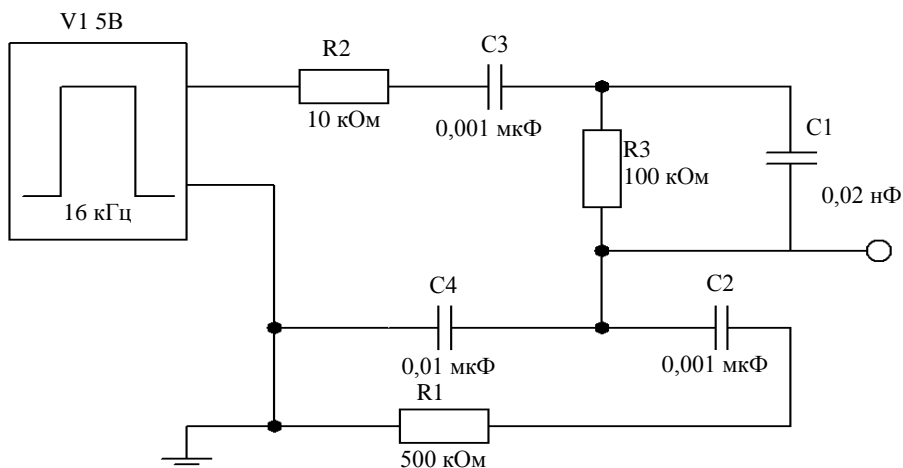 V1 5В
16 кГц
R2
10 кОм
C3
0,001 мкФ
R3
100 кОм
C1
0,02 нФ
C4
0,01 мкФ
C2
0,001 мкФ
R1
500 кОм